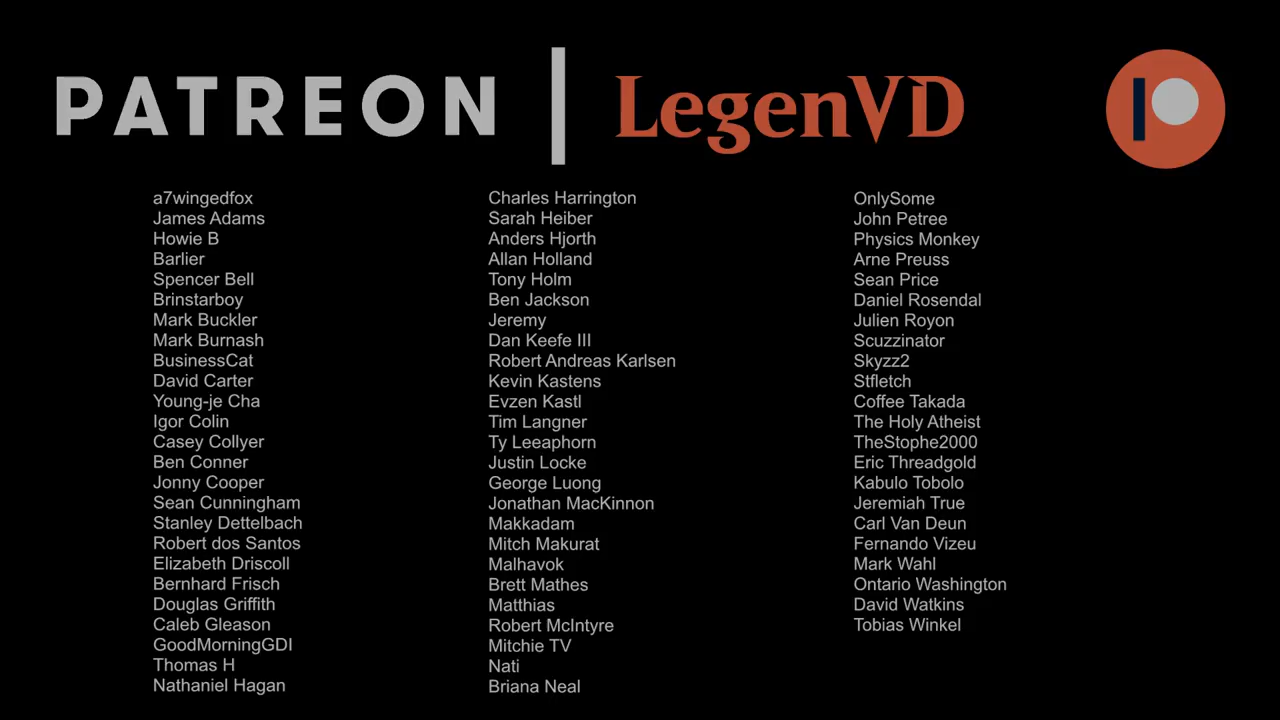 PATREON | LegenVD
a7wingedfox
James Adams
Howie B
Barlier
Spencer Bell
Brinstarboy
Mark Buckler
Mark Burnash
BusinessCat
David Carter
Young-je Cha
Igor Colin
Casey Collyer
Ben Conner
Jonny Cooper
Sean Cunningham
Stanley Dettelbach
Robert dos Santos
Elizabeth Driscoll
Bernhard Frisch
Douglas Griffith
Caleb Gleason
GoodMorningGDI
Thomas H
Nathaniel Hagan
Charles Harrington
Sarah Heiber
Anders Hjorth
Allan Holland
Tony Holm
Ben Jackson
Jeremy
Dan Keefe III
Robert Andreas Karlsen
Kevin Kastens
Evzen Kastl
Tim Langner
Ty Leeaphorn
Justin Locke
George Luong
Jonathan MacKinnon
Makkadam
Mitch Makurat
Malhavok
Brett Mathes
Matthias
Robert McIntyre
Mitchie TV
Nati
Briana Neal
OnlySome
John Petree
Physics Monkey
Arne Preuss
Sean Price
Daniel Rosendal
Julien Royon
Scuzzinator
Skyzz2
Stfletch
Coffee Takada
The Holy Atheist
TheStophe2000
Eric Threadgold
Kabulo Tobolo
Jeremiah True
Carl Van Deun
Fernando Vizeu
Mark Wahl
Ontario Washington
David Watkins
Tobias Winkel